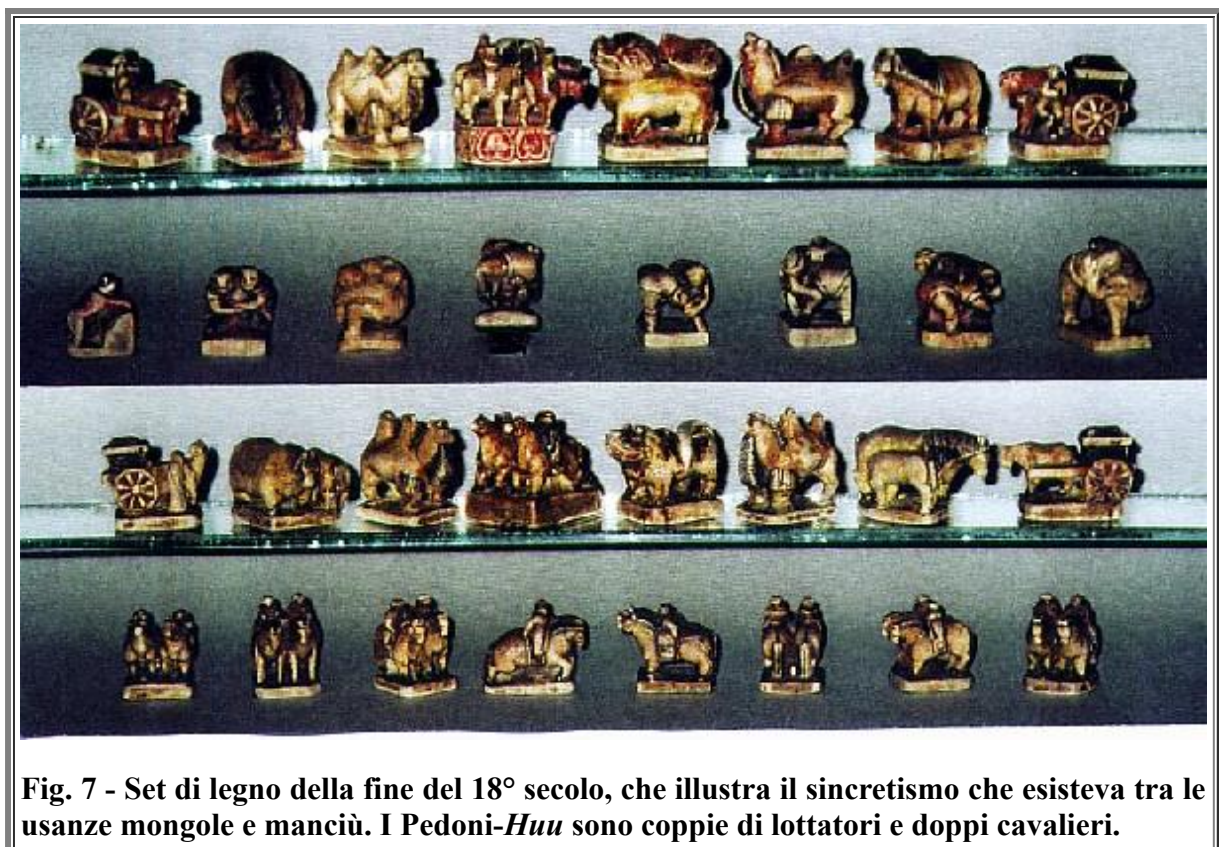 Fig. 7 - Set di legno della fine del 18° secolo, che illustra il sincretismo che esisteva tra le
usanze mongole e manciù. I Pedoni-Huu sono coppie di lottatori e doppi cavalieri.